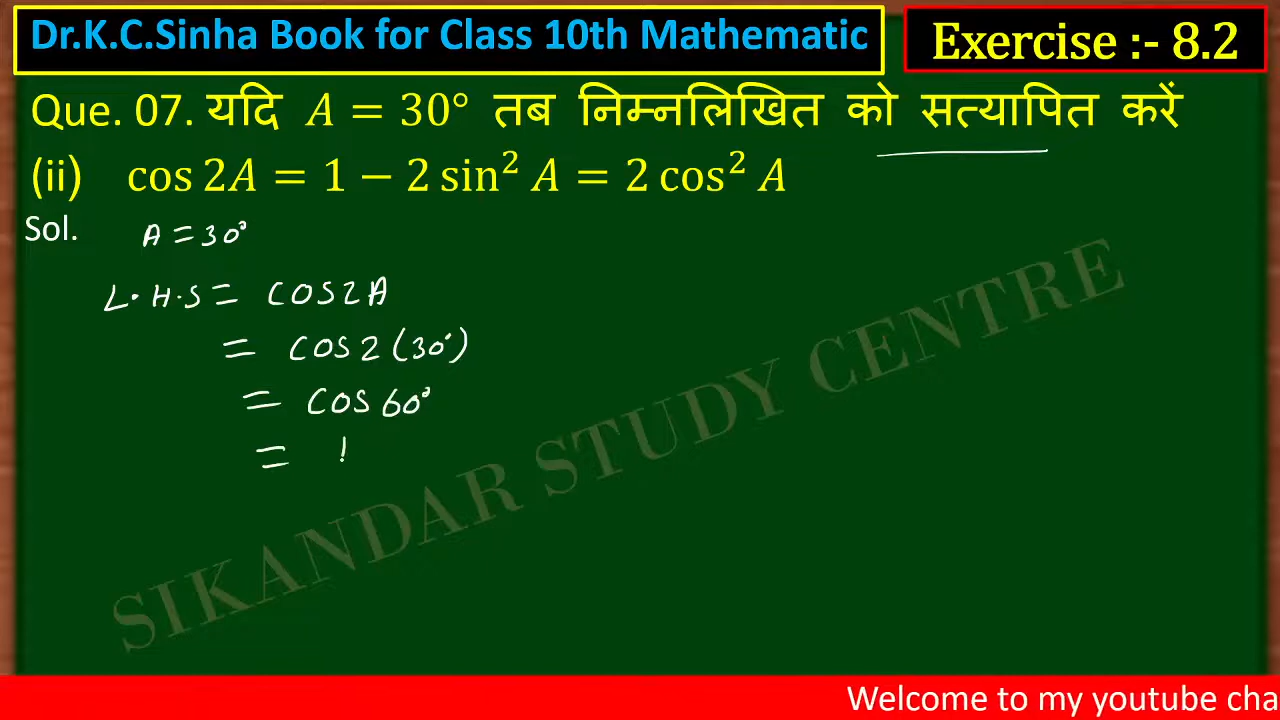 Dr.K.C.Sinha Book for Class 10th Mathematic
Exercise :- 8.2
Que. 07. यदि A = 30° तब निम्नलिखित को सत्यापित करें
(ii) cos 2A = 1 − 2 sin² A = 2 cos² A
Sol. A = 30°
L.H.S = COS2A
= COS2(30°)
= COS 60°
=
SIKANDAR STUDY CENTRE
Welcome to my youtube cha